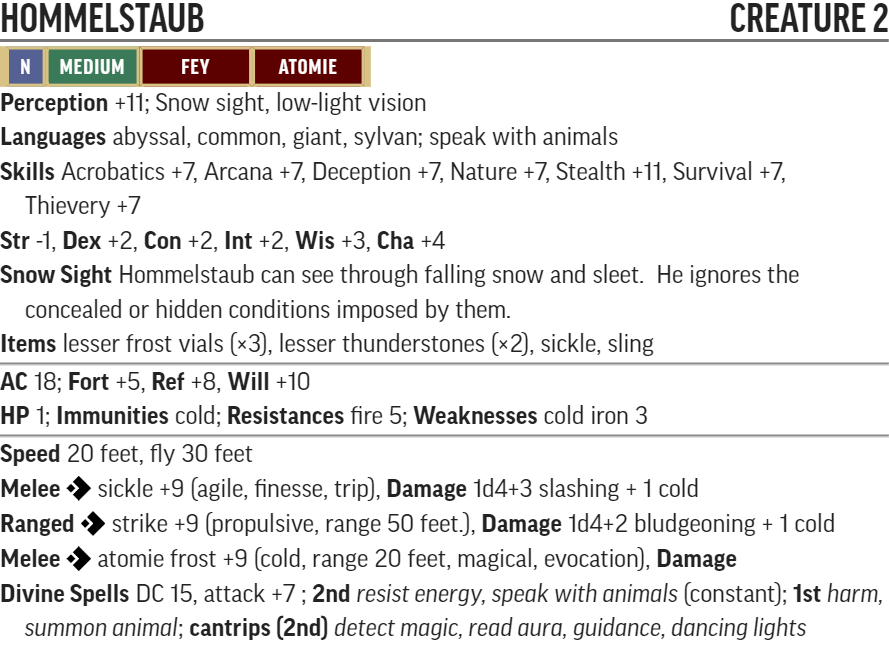 HOMMELSTAUB CREATURE 2
N MEDIUM FEY ATOMIE
Perception +11; Snow sight, low-light vision
Languages abyssal, common, giant, sylvan; speak with animals
Skills Acrobatics +7, Arcana +7, Deception +7, Nature +7, Stealth +11, Survival +7,
Thievery +7
Str -1, Dex +2, Con +2, Int +2, Wis +3, Cha +4
Snow Sight Hommelstaub can see through falling snow and sleet.  He ignores the
concealed or hidden conditions imposed by them.
Items lesser frost vials (×3), lesser thunderstones (×2), sickle, sling
AC 18; Fort +5, Ref +8, Will +10
HP 1; Immunities cold; Resistances fire 5; Weaknesses cold iron 3
Speed 20 feet, fly 30 feet
Melee sickle +9 (agile, finesse, trip), Damage 1d4+3 slashing + 1 cold
Ranged strike +9 (propulsive, range 50 feet.), Damage 1d4+2 bludgeoning + 1 cold
Melee atomie frost +9 (cold, range 20 feet, magical, evocation), Damage
Divine Spells DC 15, attack +7 ; 2nd resist energy, speak with animals (constant); 1st harm,
summon animal; cantrips (2nd) detect magic, read aura, guidance, dancing lights